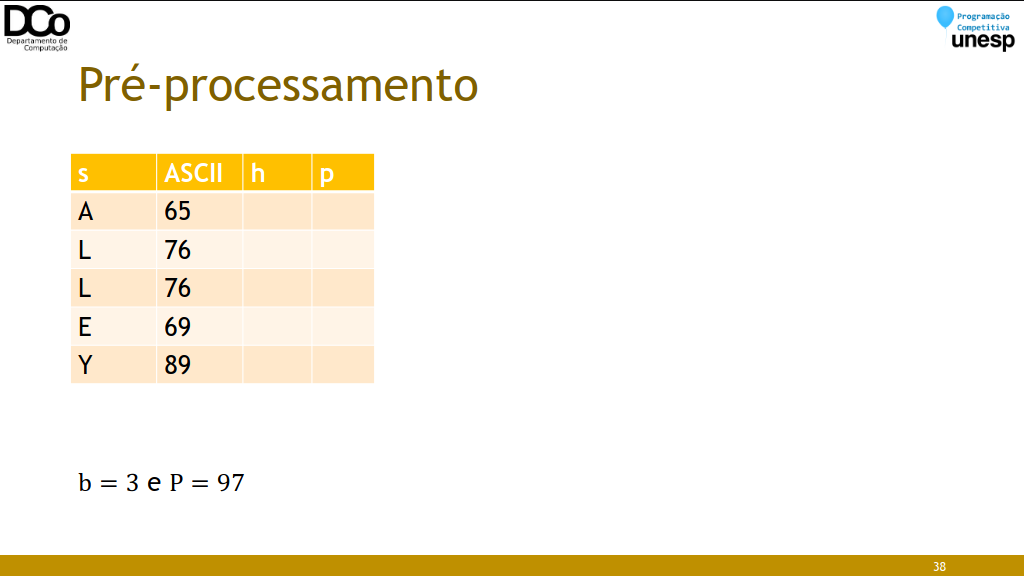 DCo
Departamento de
Computação
Programação
Competitiva
unesp
Pré-processamento
s ASCII h p
A 65
L 76
L 76
E 69
Y 89
b = 3 e P = 97
38